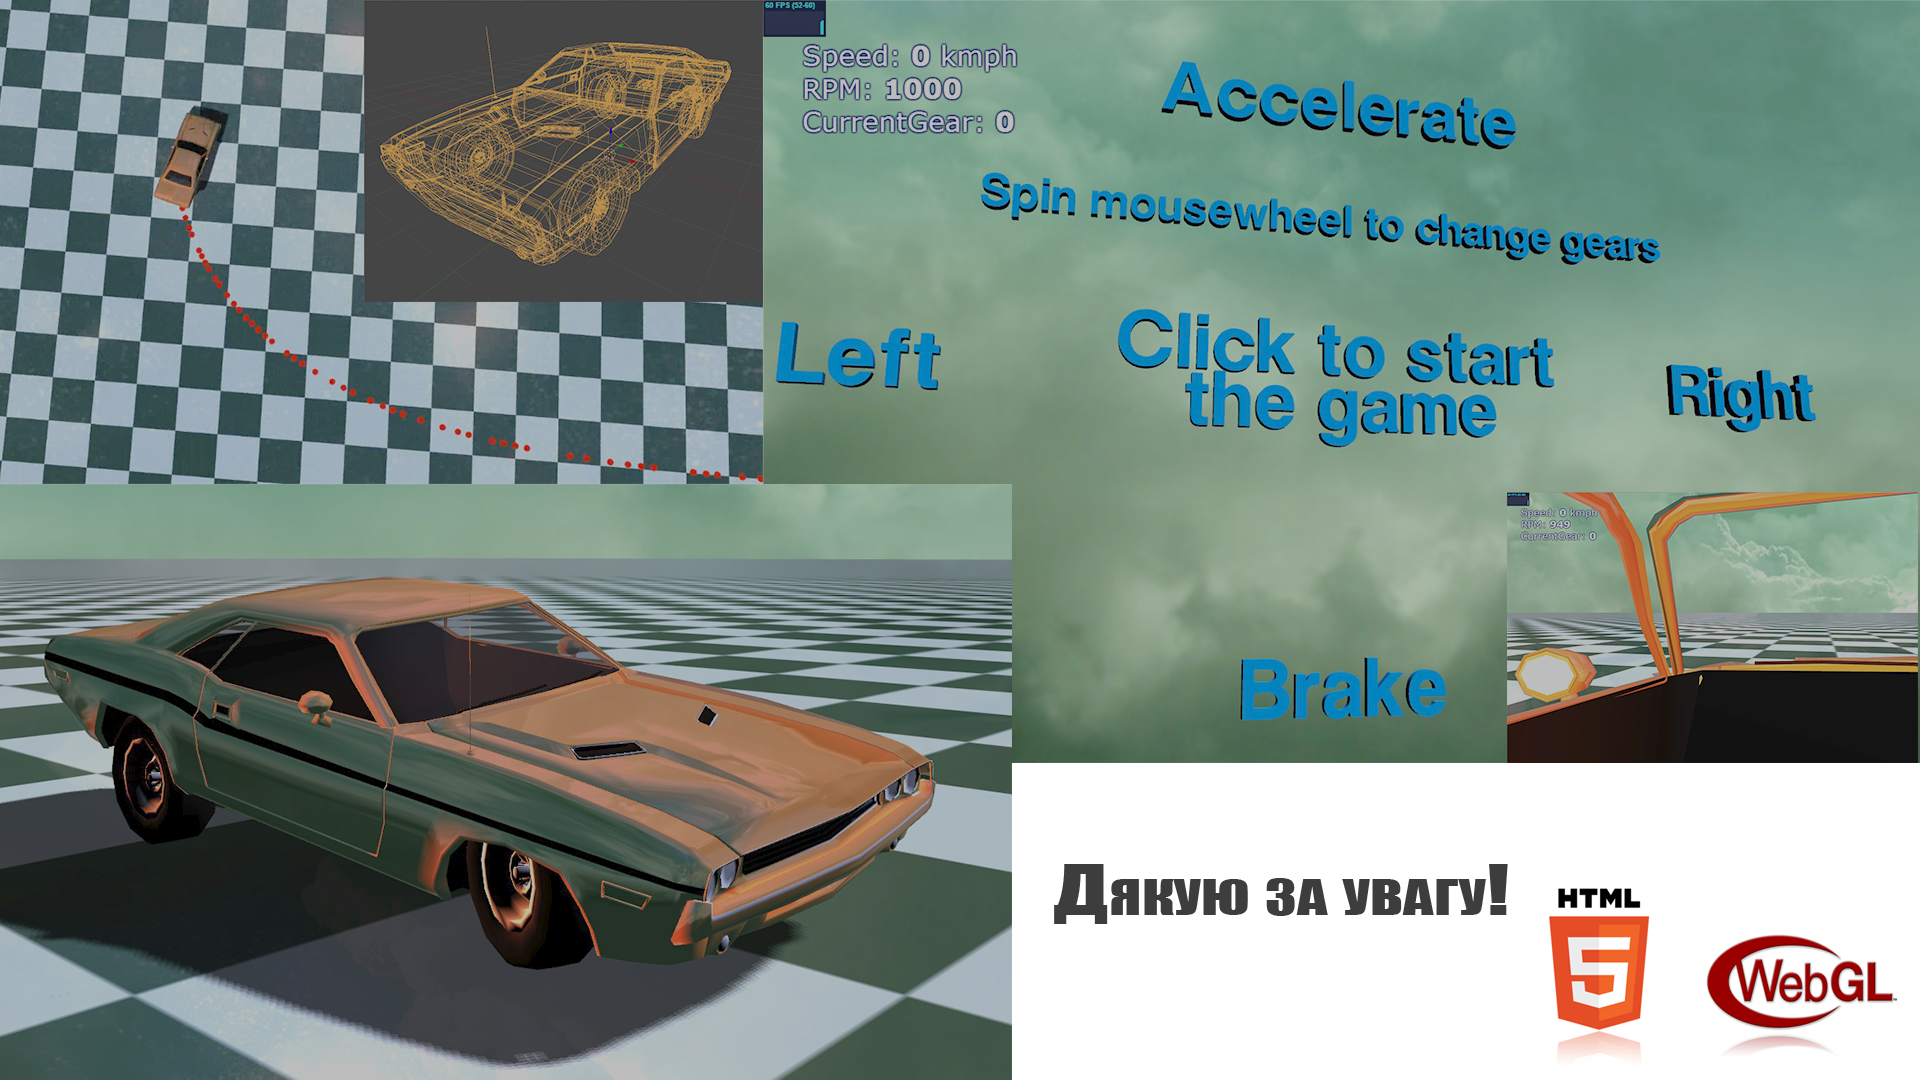 60 FPS (52-60)
Speed: 0 kmph
RPM: 1000
CurrentGear: 0
Accelerate
Spin mousewheel to change gears
Left
Click to start
the game
Right
Brake
Speed: 0 kmph
RPM: 949
CurrentGear: 0
Дякую за увагу!
HTML
5
WebGL